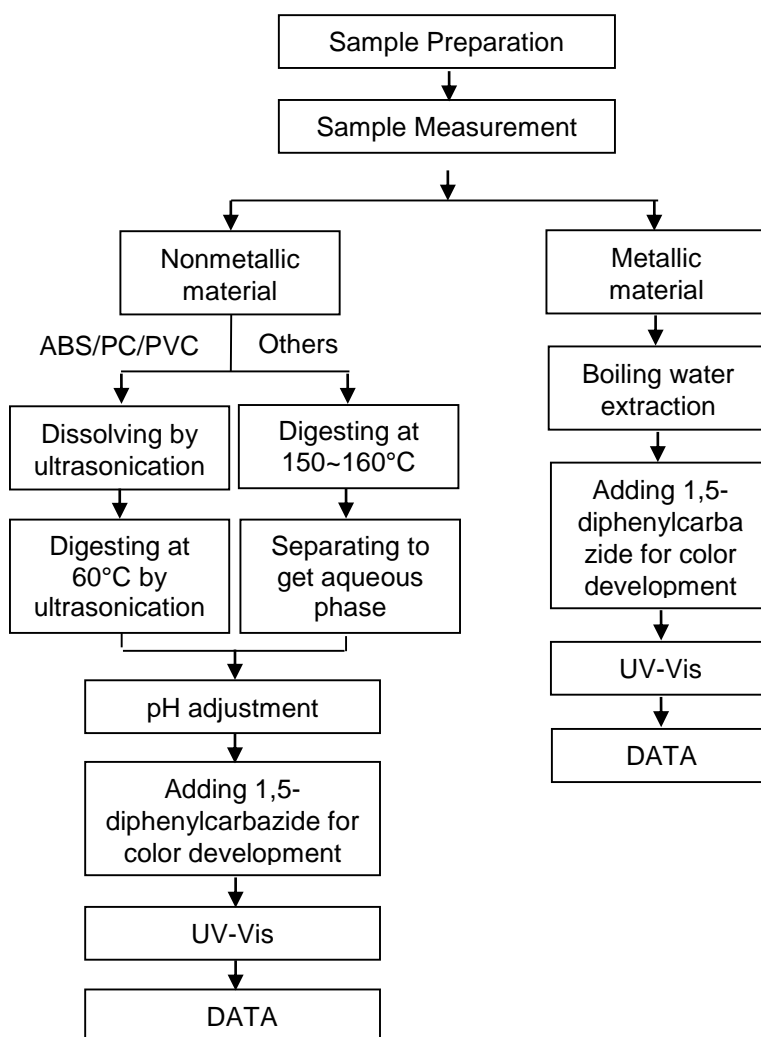 Sample Preparation
Sample Measurement
Nonmetallic
material
Metallic
material
ABS/PC/PVC
Others
Boiling water
extraction
Dissolving by
ultrasonication
Digesting at
150~160°C
Adding 1,5-
diphenylcarba
zide for color
development
Digesting at
60°C by
ultrasonication
Separating to
get aqueous
phase
UV-Vis
pH adjustment
DATA
Adding 1,5-
diphenylcarbazide for
color development
UV-Vis
DATA